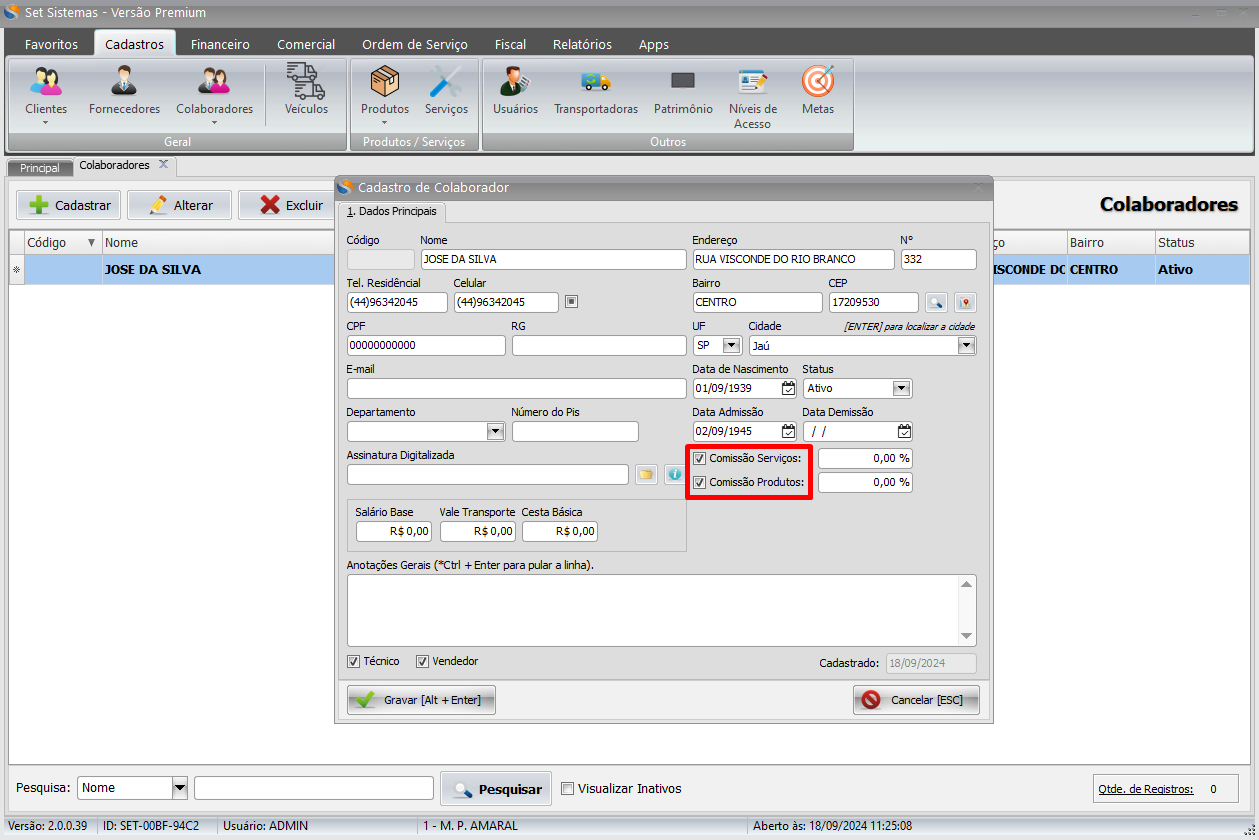 Set Sistemas - Versão Premium
Favoritos Cadastros Financeiro Comercial Ordem de Serviço Fiscal Relatórios Apps
Clientes Fornecedores Colaboradores Veículos Produtos Serviços Usuários Transportadoras Patrimônio Níveis de Acesso Metas
Geral Produtos / Serviços Outros
Principal Colaboradores X
Cadastrar Alterar Excluir
Colaboradores
Código Nome ço Bairro Status
JOSE DA SILVA ISCONDE DO CENTRO Ativo
Cadastro de Colaborador
1. Dados Principais
Código Nome Endereço Nº
JOSE DA SILVA RUA VISCONDE DO RIO BRANCO 332
Tel. Residêncial Celular Bairro CEP
(44)96342045 (44)96342045 CENTRO 17209530
CPF RG UF Cidade [ENTER] para localizar a cidade
00000000000 SP Jaú
E-mail Data de Nascimento Status
01/09/1939 Ativo
Departamento Número do Pis Data Admissão Data Demissão
02/09/1945 / /
Assinatura Digitalizada Comissão Serviços: 0,00 %
Comissão Produtos: 0,00 %
Salário Base Vale Transporte Cesta Básica
R$ 0,00 R$ 0,00 R$ 0,00
Anotações Gerais (*Ctrl + Enter para pular a linha).
Técnico Vendedor Cadastrado: 18/09/2024
Gravar [Alt + Enter] Cancelar [ESC]
Pesquisa: Nome Pesquisar Visualizar Inativos Qtde. de Registros: 0
Versão: 2.0.0.39 ID: SET-00BF-94C2 Usuário: ADMIN 1 - M. P. AMARAL Aberto às: 18/09/2024 11:25:08